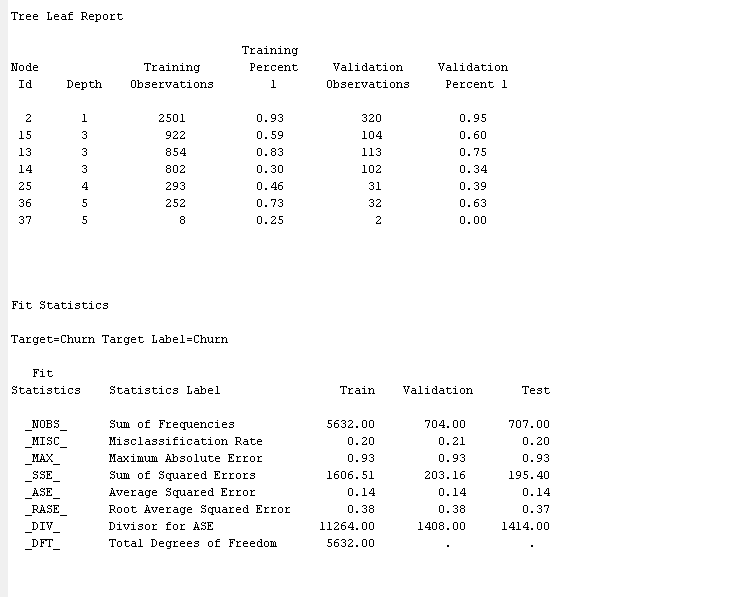 Tree Leaf Report
Training
Node Training Percent Validation Validation
Id Depth Observations 1 Observations Percent 1
2 1 2501 0.93 320 0.95
15 3 922 0.59 104 0.60
13 3 854 0.83 113 0.75
14 3 802 0.30 102 0.34
25 4 293 0.46 31 0.39
36 5 252 0.73 32 0.63
37 5 8 0.25 2 0.00
Fit Statistics
Target=Churn Target Label=Churn
Fit
Statistics Statistics Label Train Validation Test
_NOBS_ Sum of Frequencies 5632.00 704.00 707.00
_MISC_ Misclassification Rate 0.20 0.21 0.20
_MAX_ Maximum Absolute Error 0.93 0.93 0.93
_SSE_ Sum of Squared Errors 1606.51 203.16 195.40
_ASE_ Average Squared Error 0.14 0.14 0.14
_RASE_ Root Average Squared Error 0.38 0.38 0.37
_DIV_ Divisor for ASE 11264.00 1408.00 1414.00
_DFT_ Total Degrees of Freedom 5632.00 . .